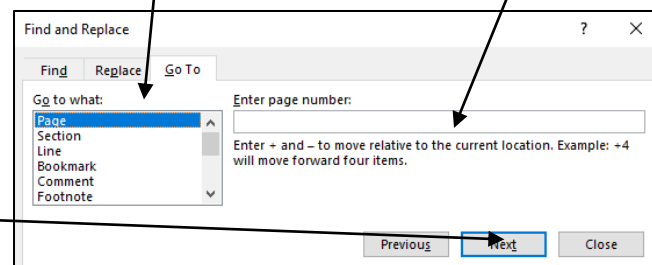 Find and Replace ? ×
Find Replace Go To
Go to what: Enter page number:
Page
Section
Line
Bookmark
Comment
Footnote
Enter + and – to move relative to the current location. Example: +4
will move forward four items.
Previous Next Close